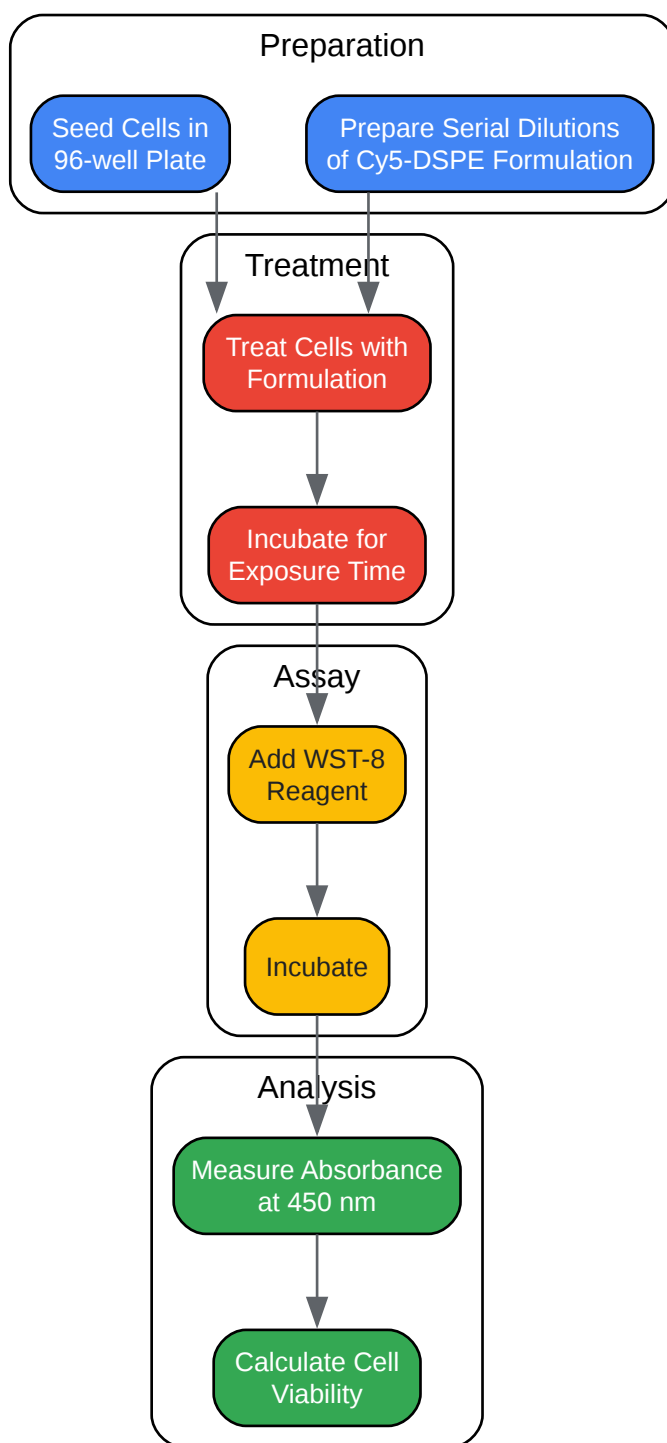 Preparation
Seed Cells in
96-well Plate
Prepare Serial Dilutions
of Cy5-DSPE Formulation
Treatment
Treat Cells with
Formulation
Incubate for
Exposure Time
Assay
Add WST-8
Reagent
Incubate
Analysis
Measure Absorbance
at 450 nm
Calculate Cell
Viability